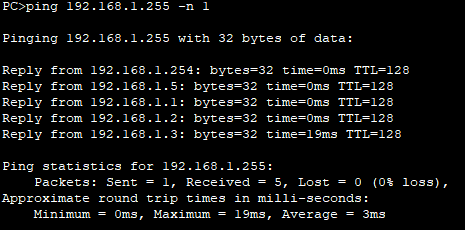 PC>ping 192.168.1.255 -n 1
Pinging 192.168.1.255 with 32 bytes of data:
Reply from 192.168.1.254: bytes=32 time=0ms TTL=128
Reply from 192.168.1.5: bytes=32 time=0ms TTL=128
Reply from 192.168.1.1: bytes=32 time=0ms TTL=128
Reply from 192.168.1.2: bytes=32 time=0ms TTL=128
Reply from 192.168.1.3: bytes=32 time=19ms TTL=128
Ping statistics for 192.168.1.255:
Packets: Sent = 1, Received = 5, Lost = 0 (0% loss),
Approximate round trip times in milli-seconds:
Minimum = 0ms, Maximum = 19ms, Average = 3ms